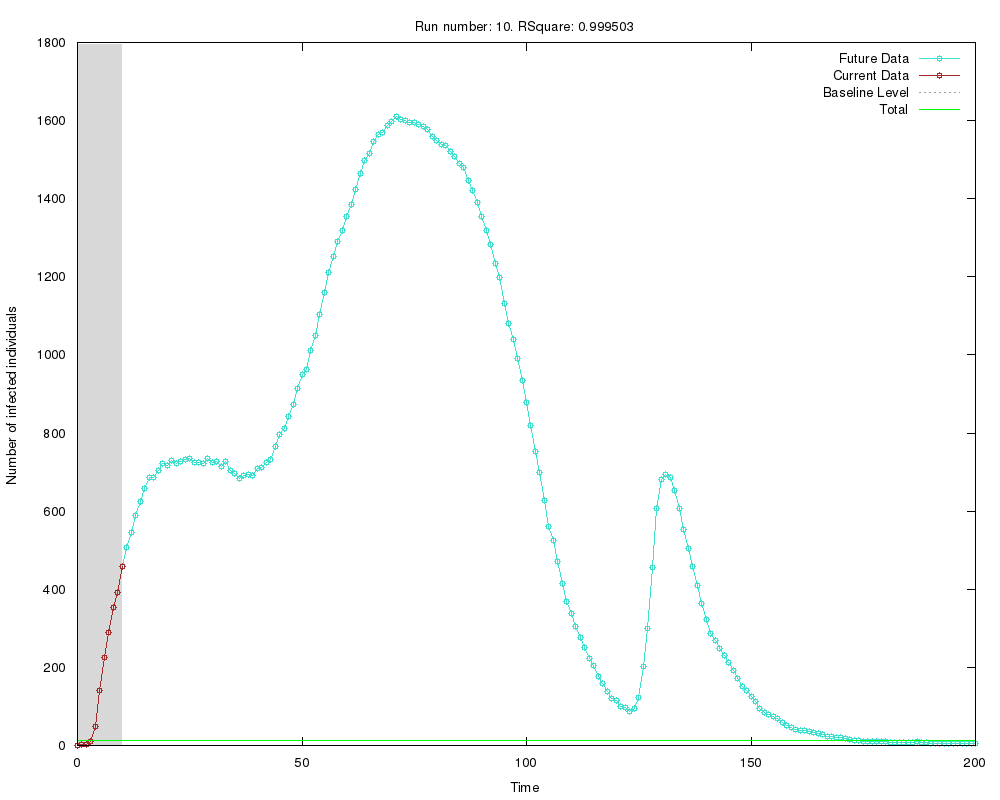 Run number: 10. RSquare: 0.999503
Future Data
Current Data
Baseline Level
Total
Number of infected individuals
1800
1600
1400
1200
1000
800
600
400
200
0
0 50 100 150 200
Time